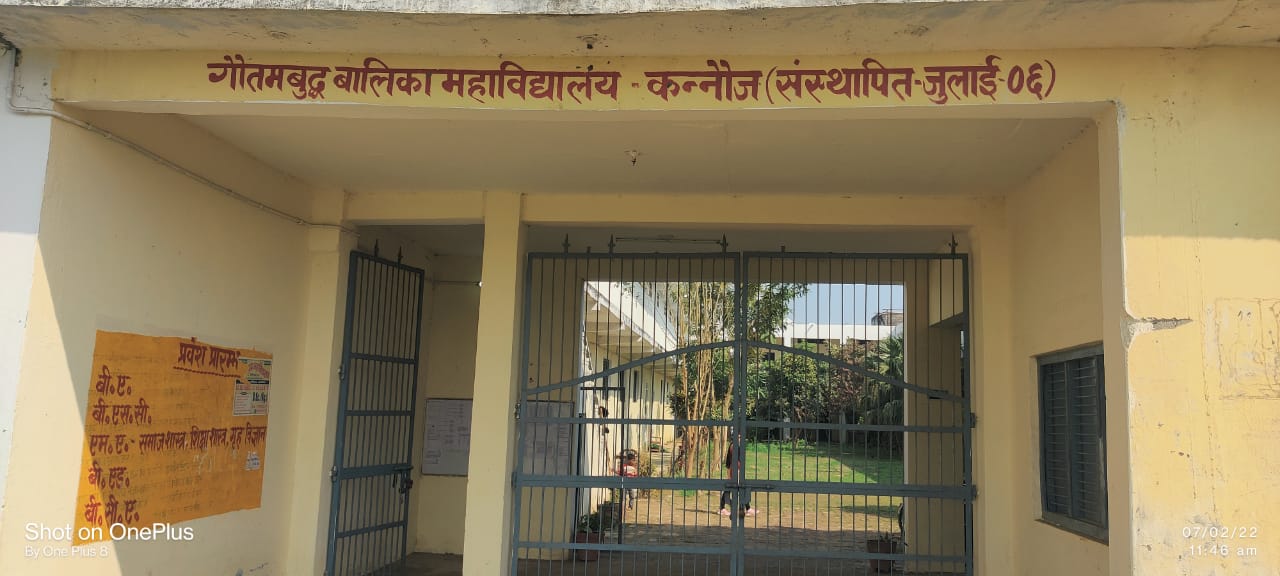 गौतमबुद्ध बालिका महाविद्यालय - कन्नौज (संस्थापित-जुलाई-०६)
प्रवेश प्रारम्भ
बी॰ ए॰
बी॰ एस॰ सी॰
एम॰ ए॰ - समाजशास्त्र, शिक्षाशास्त्र, गृह विज्ञान
बी॰ एड॰
बी॰ सी॰ ए॰
Shot on OnePlus
By One Plus 8
07/02/22
11:46 am